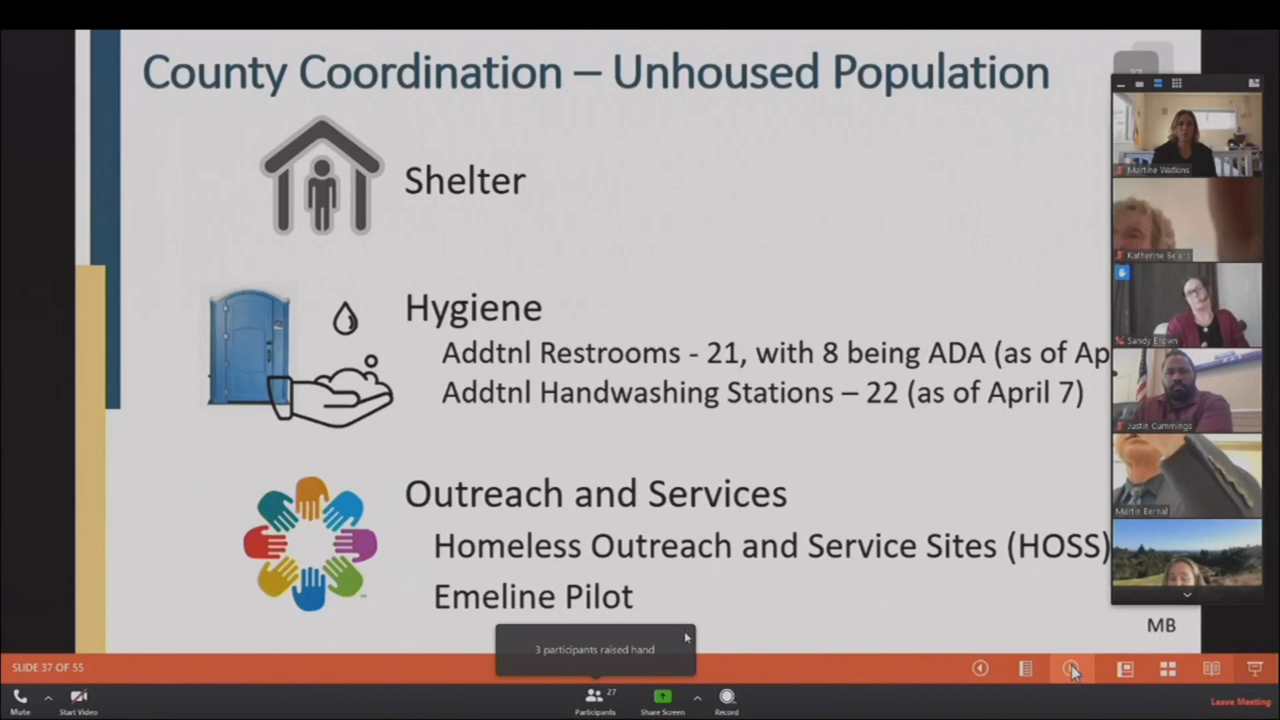 County Coordination – Unhoused Population
Shelter
Hygiene
Addtnl Restrooms - 21, with 8 being ADA (as of Ap
Addtnl Handwashing Stations – 22 (as of April 7)
Outreach and Services
Homeless Outreach and Service Sites (HOSS)
Emeline Pilot
MB
Martine Watkins
Katherine
Sandy Brown
Justin Cummings
Martin Bernal
3 participants raised hand
SLIDE 37 OF 55
Mute
Start Video
27
Participants
Share Screen
Record
Leave Meeting